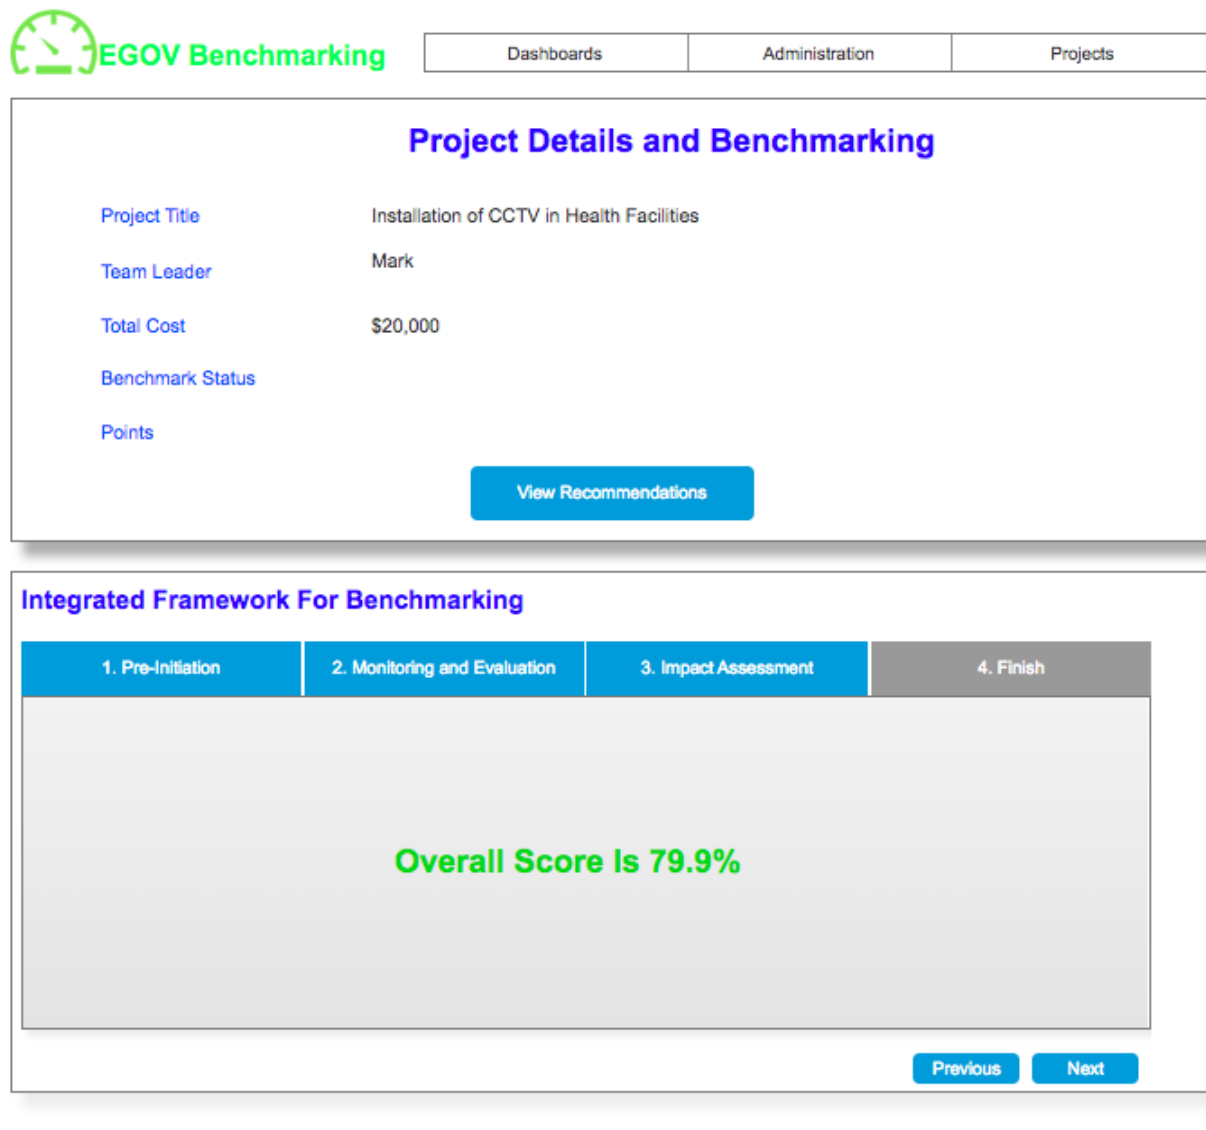 EGOV Benchmarking
Dashboards
Administration
Projects
Project Details and Benchmarking
Project Title
Installation of CCTV in Health Facilities
Team Leader
Mark
Total Cost
$20,000
Benchmark Status
Points
View Recommendations
Integrated Framework For Benchmarking
1. Pre-Initiation
2. Monitoring and Evaluation
3. Impact Assessment
4. Finish
Overall Score Is 79.9%
Previous
Next